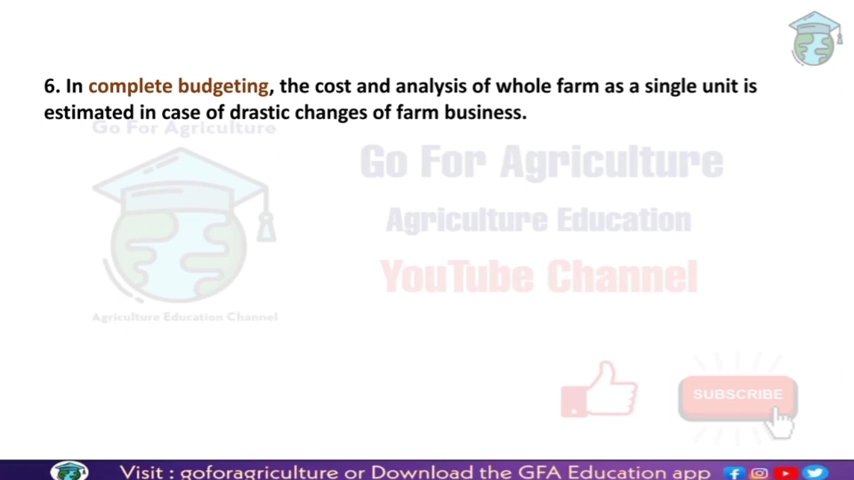 6. In complete budgeting, the cost and analysis of whole farm as a single unit is
estimated in case of drastic changes of farm business.
Go For Agriculture
Go For Agriculture
Agriculture Education
YouTube Channel
Agriculture Education Channel
SUBSCRIBE
Visit : goforagriculture or Download the GFA Education app